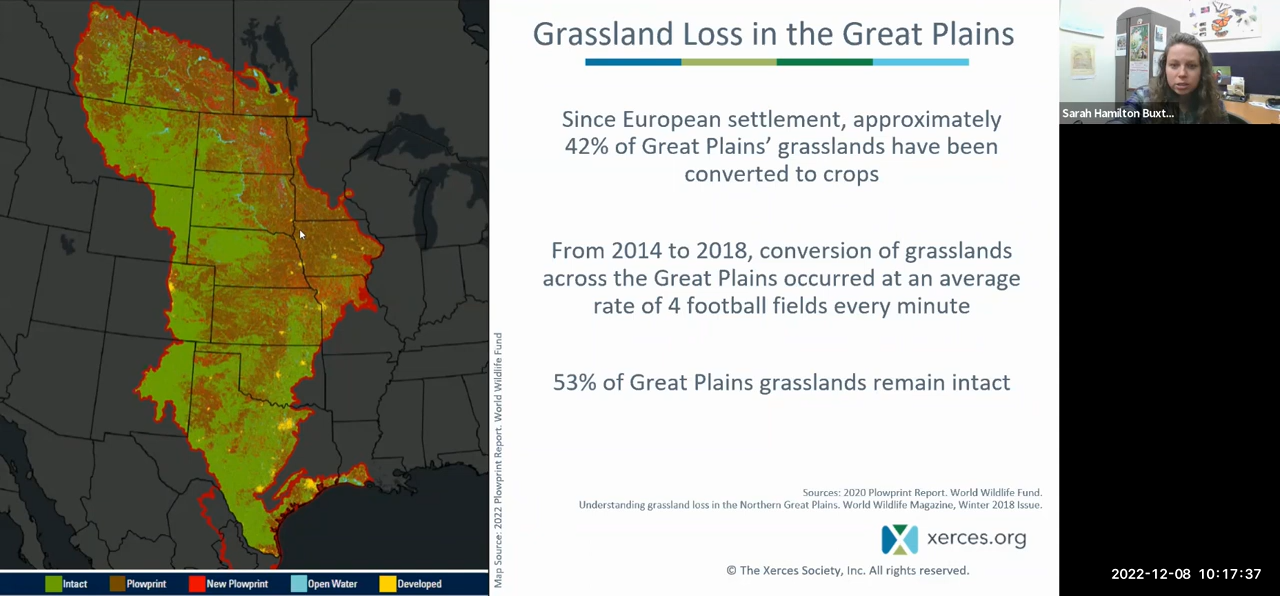 Grassland Loss in the Great Plains
Since European settlement, approximately
42% of Great Plains' grasslands have been
converted to crops
From 2014 to 2018, conversion of grasslands
across the Great Plains occurred at an average
rate of 4 football fields every minute
53% of Great Plains grasslands remain intact
Sources: 2020 Plowprint Report. World Wildlife Fund.
Understanding grassland loss in the Northern Great Plains. World Wildlife Magazine, Winter 2018 Issue.
xerces.org
© The Xerces Society, Inc. All rights reserved.
Map Source: 2022 Plowprint Report. World Wildlife Fund
Intact
Plowprint
New Plowprint
Open Water
Developed
Sarah Hamilton Buxt...
2022-12-08 10:17:37